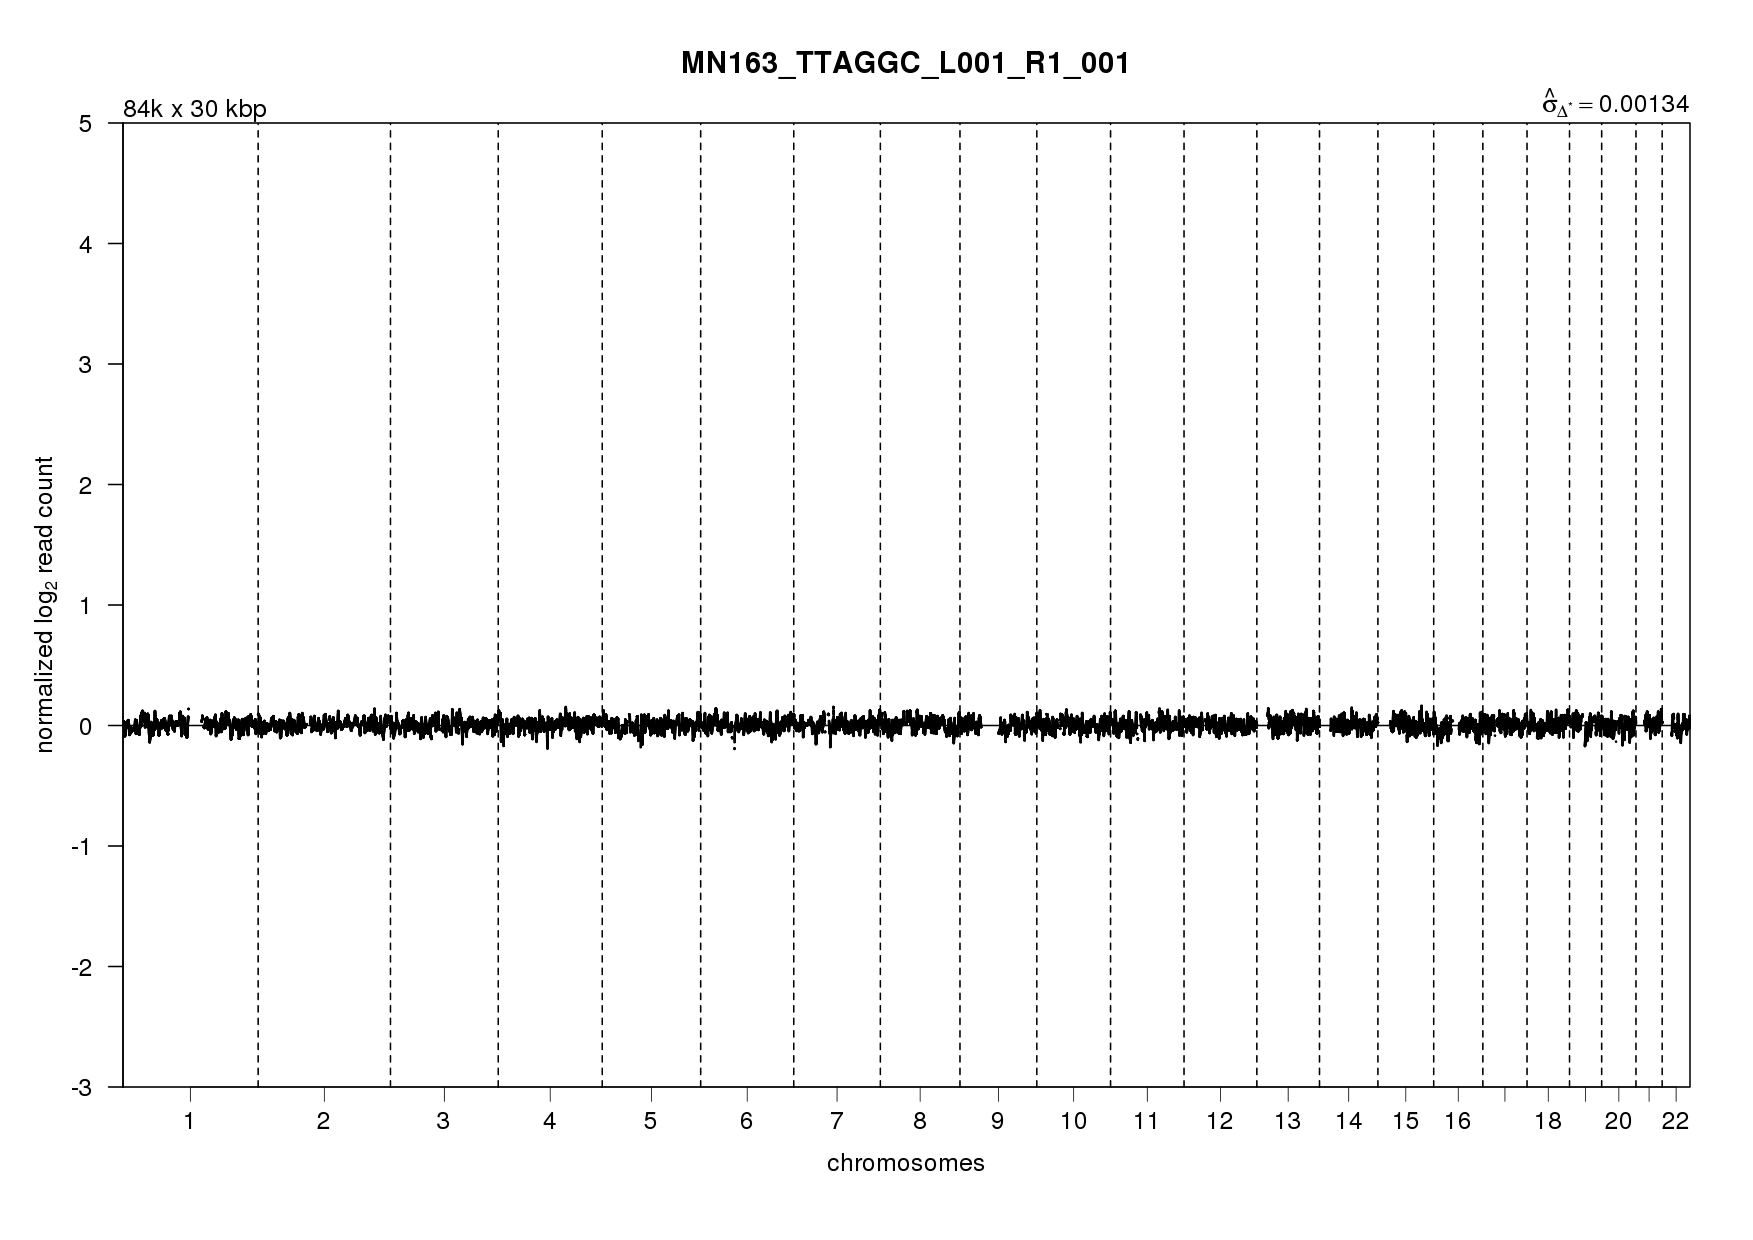 MN163_TTAGGC_L001_R1_001
84k x 30 kbp
σ̂Δ* = 0.00134
5
4
3
2
1
0
-1
-2
-3
normalized log₂ read count
1 2 3 4 5 6 7 8 9 10 11 12 13 14 15 16 18 20 22
chromosomes